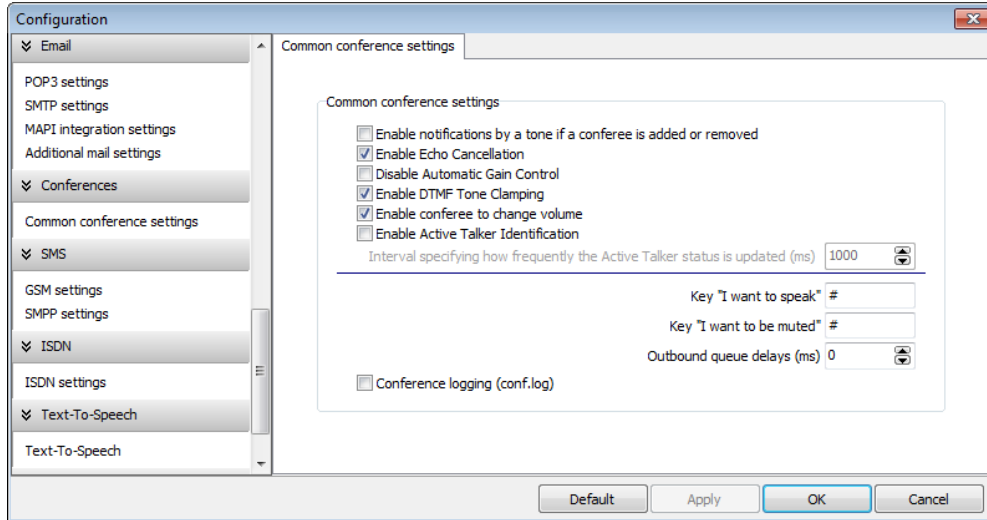 Configuration
Email
POP3 settings
SMTP settings
MAPI integration settings
Additional mail settings
Conferences
Common conference settings
SMS
GSM settings
SMPP settings
ISDN
ISDN settings
Text-To-Speech
Text-To-Speech
Common conference settings
Common conference settings
Enable notifications by a tone if a conferee is added or removed
Enable Echo Cancellation
Disable Automatic Gain Control
Enable DTMF Tone Clamping
Enable conferee to change volume
Enable Active Talker Identification
Interval specifying how frequently the Active Talker status is updated (ms) 1000
Key "I want to speak" #
Key "I want to be muted" #
Outbound queue delays (ms) 0
Conference logging (conf.log)
Default Apply OK Cancel